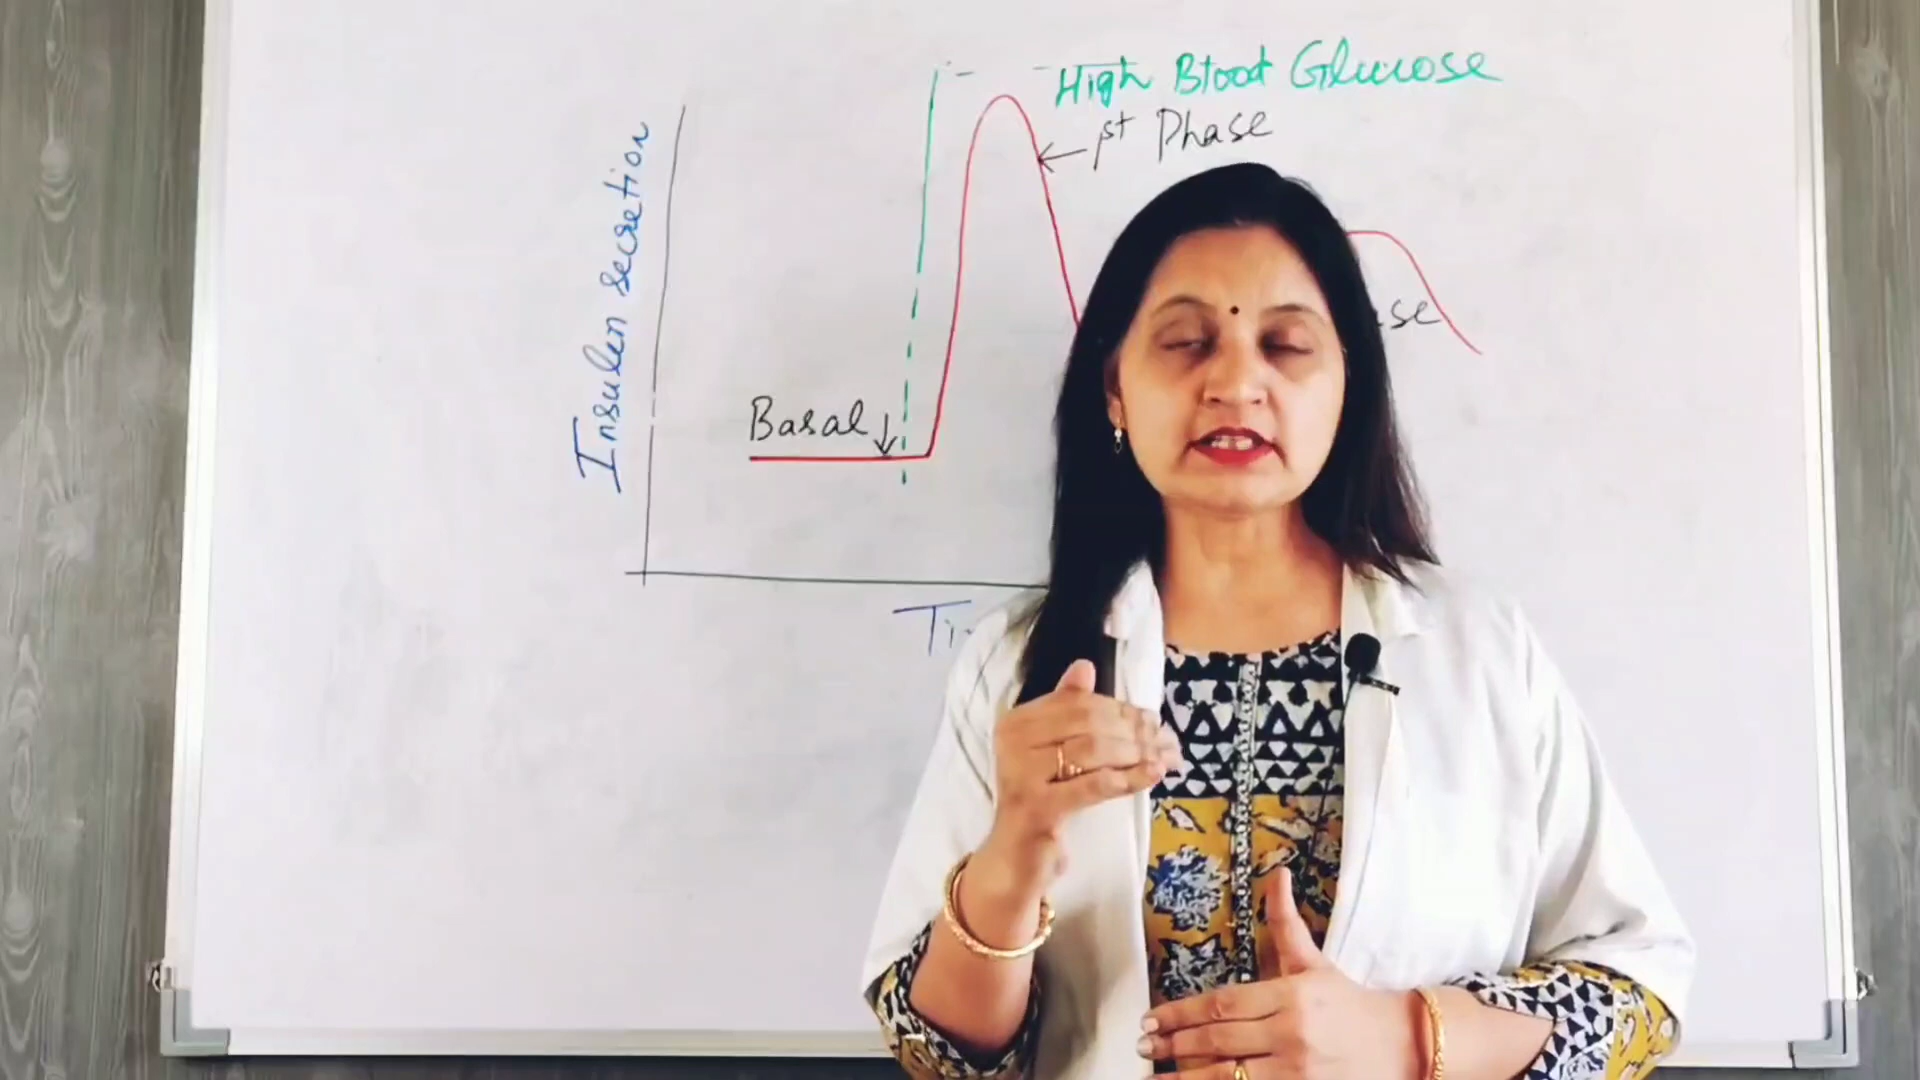 High Blood Glucose
1st Phase
Insulin secretion
Basal